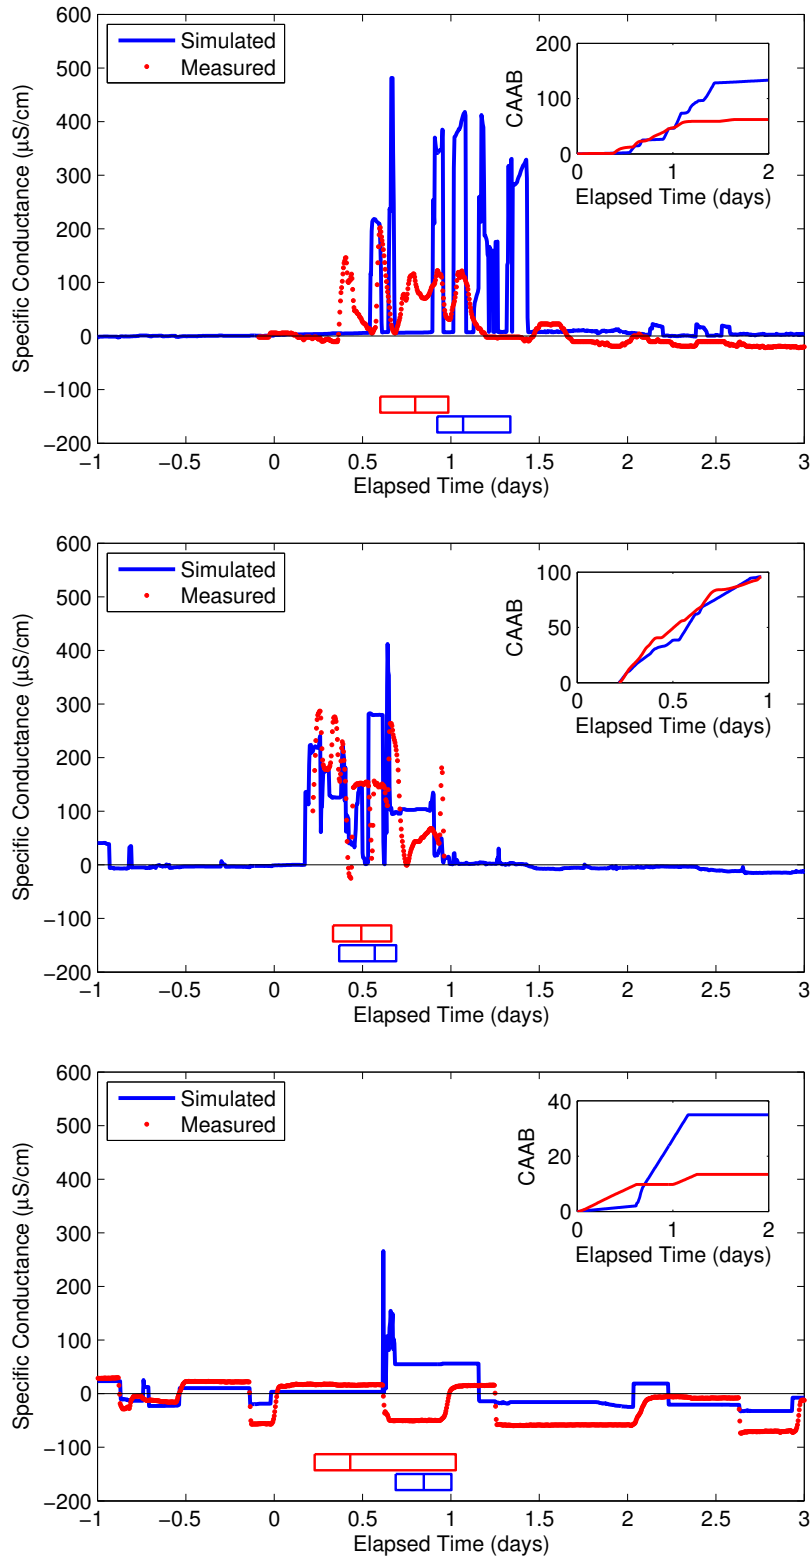 600
500
400
300
200
100
0
−100
−200
Specific Conductance (μS/cm)
Simulated
Measured
200
100
0
CAAB
0 1 2
Elapsed Time (days)
−1 −0.5 0 0.5 1 1.5 2 2.5 3
Elapsed Time (days)
600
500
400
300
200
100
0
−100
−200
Specific Conductance (μS/cm)
Simulated
Measured
100
50
0
CAAB
0 0.5 1
Elapsed Time (days)
−1 −0.5 0 0.5 1 1.5 2 2.5 3
Elapsed Time (days)
600
500
400
300
200
100
0
−100
−200
Specific Conductance (μS/cm)
Simulated
Measured
40
20
0
CAAB
0 1 2
Elapsed Time (days)
−1 −0.5 0 0.5 1 1.5 2 2.5 3
Elapsed Time (days)